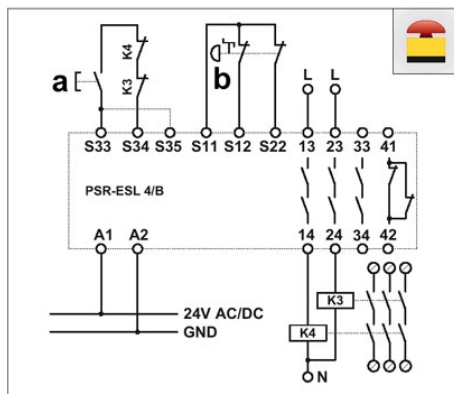 K4
a
b
K3
L L
S33 S34 S35 S11 S12 S22 13 23 33 41
PSR-ESL 4/B
A1 A2 14 24 34 42
K3
24V AC/DC
K4
GND
N